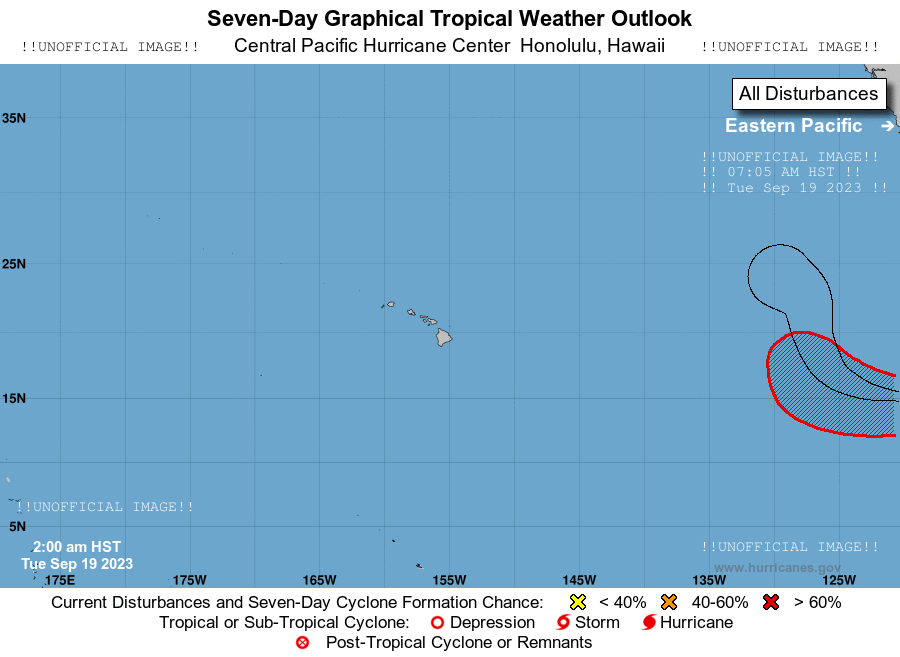 Seven-Day Graphical Tropical Weather Outlook
!!UNOFFICIAL IMAGE!! Central Pacific Hurricane Center Honolulu, Hawaii !!UNOFFICIAL IMAGE!!
All Disturbances
35N
Eastern Pacific ➔
!!UNOFFICIAL IMAGE!!
!! 07:05 AM HST !!
!! Tue Sep 19 2023 !!
25N
15N
!!UNOFFICIAL IMAGE!!
5N
2:00 am HST
!!UNOFFICIAL IMAGE!!
Tue Sep 19 2023
www.hurricanes.gov
175E 175W 165W 155W 145W 135W 125W
Current Disturbances and Seven-Day Cyclone Formation Chance: < 40% 40-60% > 60%
Tropical or Sub-Tropical Cyclone: Depression Storm Hurricane
Post-Tropical Cyclone or Remnants